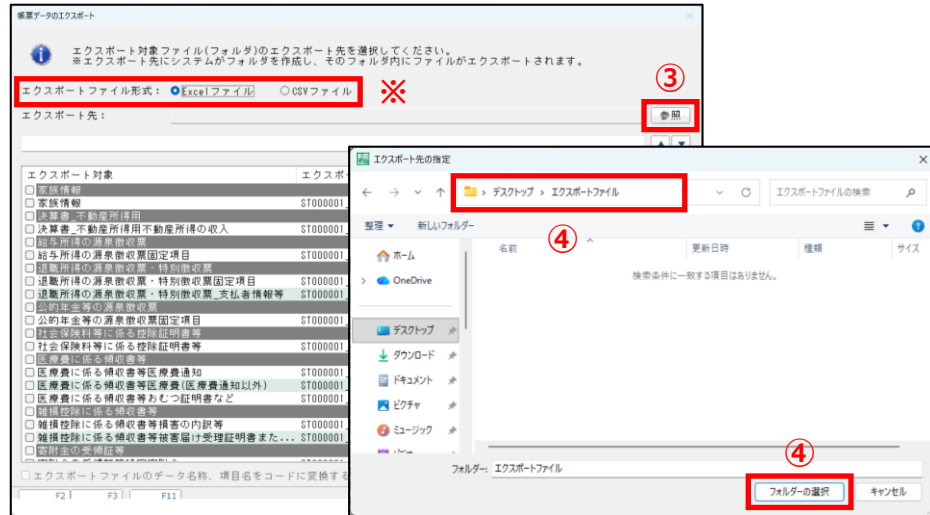 帳票データのエクスポート
エクスポート対象ファイル(フォルダ)のエクスポート先を選択してください。
※エクスポート先にシステムがフォルダを作成し、そのフォルダ内にファイルがエクスポートされます。
エクスポートファイル形式： Excelファイル CSVファイル ※
③
エクスポート先： 参照
エクスポート対象 エクスポ
家族情報
家族情報 ST000001_
決算書_不動産所得用
決算書_不動産所得用不動産所得の収入 ST000001_
給与所得の源泉徴収票
給与所得の源泉徴収票固定項目 ST000001_
退職所得の源泉徴収票・特別徴収票
退職所得の源泉徴収票・特別徴収票固定項目 ST000001_
退職所得の源泉徴収票・特別徴収票_支払者情報等 ST000001_
公的年金等の源泉徴収票
公的年金等の源泉徴収票固定項目 ST000001_
社会保険料等に係る控除証明書等
社会保険料等に係る控除証明書等 ST000001_
医療費に係る領収書等
医療費に係る領収書等医療費通知 ST000001_
医療費に係る領収書等医療費(医療費通知以外) ST000001_
医療費に係る領収書等おむつ証明書など ST000001_
雑損控除に係る領収書等
雑損控除に係る領収書等損害の内訳等 ST000001_
雑損控除に係る領収書等被害届け受理証明書また... ST000001_
寄附金の受領証等
エクスポートファイルのデータ名称、項目名をコードに変換する
F2 F3 F11
エクスポート先の指定
デスクトップ › エクスポートファイル エクスポートファイルの検索
整理 新しいフォルダー
④
名前 更新日時 種類 サイズ
検索条件に一致する項目はありません。
ホーム
OneDrive
デスクトップ
ダウンロード
ドキュメント
ピクチャ
ミュージック
④
フォルダー: エクスポートファイル
フォルダーの選択 キャンセル